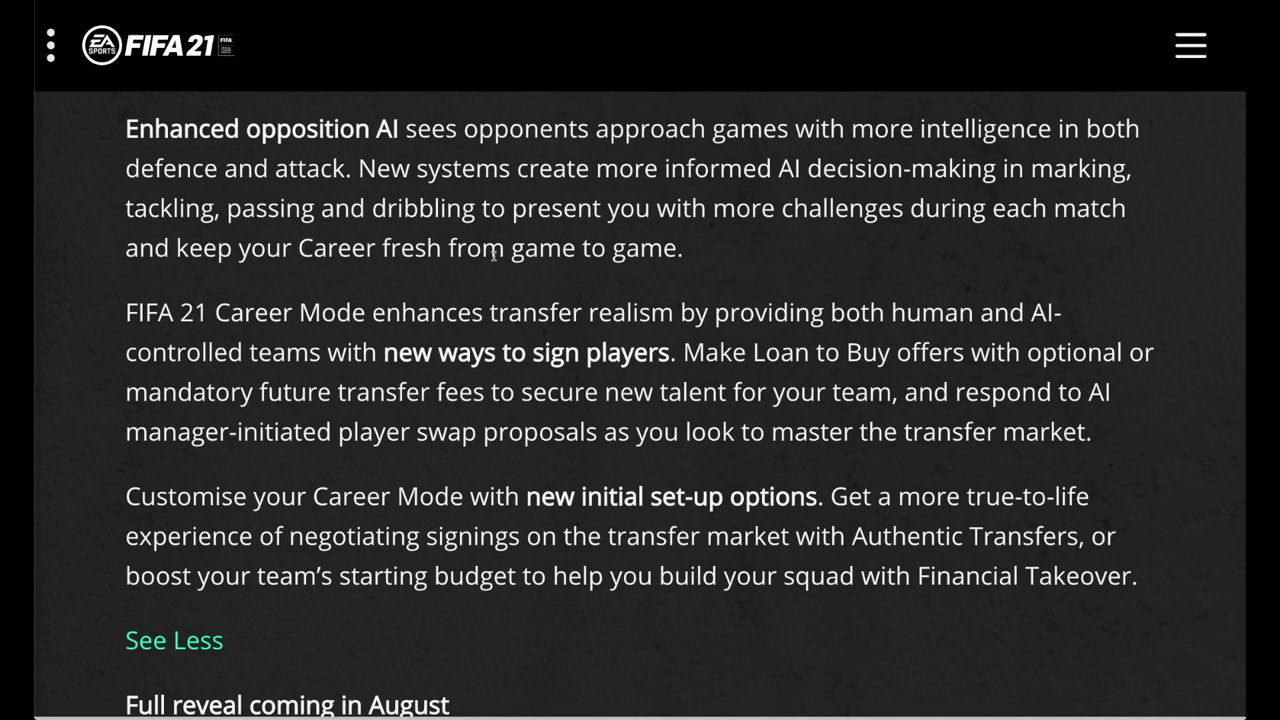 EA SPORTS FIFA 21 FIFA
Enhanced opposition AI sees opponents approach games with more intelligence in both
defence and attack. New systems create more informed AI decision-making in marking,
tackling, passing and dribbling to present you with more challenges during each match
and keep your Career fresh from game to game.
FIFA 21 Career Mode enhances transfer realism by providing both human and AI-
controlled teams with new ways to sign players. Make Loan to Buy offers with optional or
mandatory future transfer fees to secure new talent for your team, and respond to AI
manager-initiated player swap proposals as you look to master the transfer market.
Customise your Career Mode with new initial set-up options. Get a more true-to-life
experience of negotiating signings on the transfer market with Authentic Transfers, or
boost your team’s starting budget to help you build your squad with Financial Takeover.
See Less
Full reveal coming in August